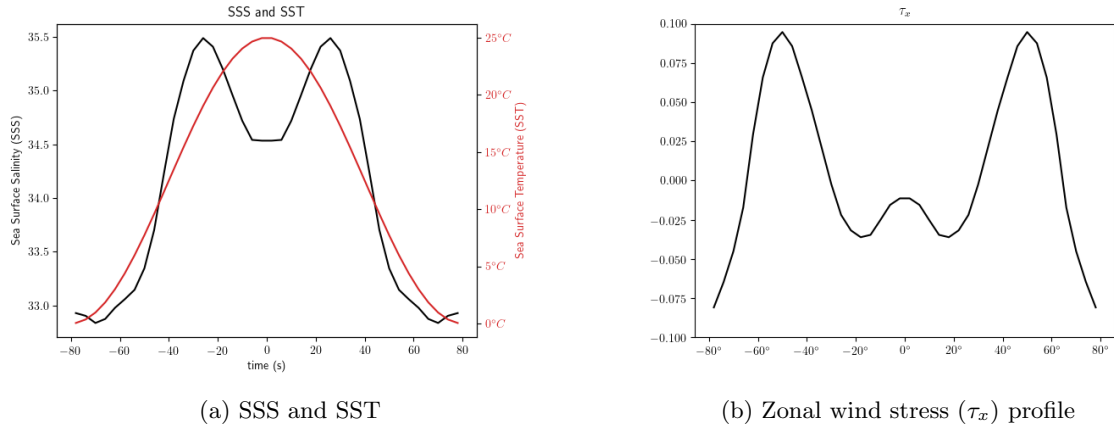 SSS and SST
35.5
35.0
34.5
34.0
33.5
33.0
Sea Surface Salinity (SSS)
25°C
20°C
15°C
10°C
5°C
0°C
Sea Surface Temperature (SST)
−80 −60 −40 −20 0 20 40 60 80
time (s)
(a) SSS and SST
τx
0.100
0.075
0.050
0.025
0.000
−0.025
−0.050
−0.075
−0.100
−80° −60° −40° −20° 0° 20° 40° 60° 80°
(b) Zonal wind stress (τx) profile